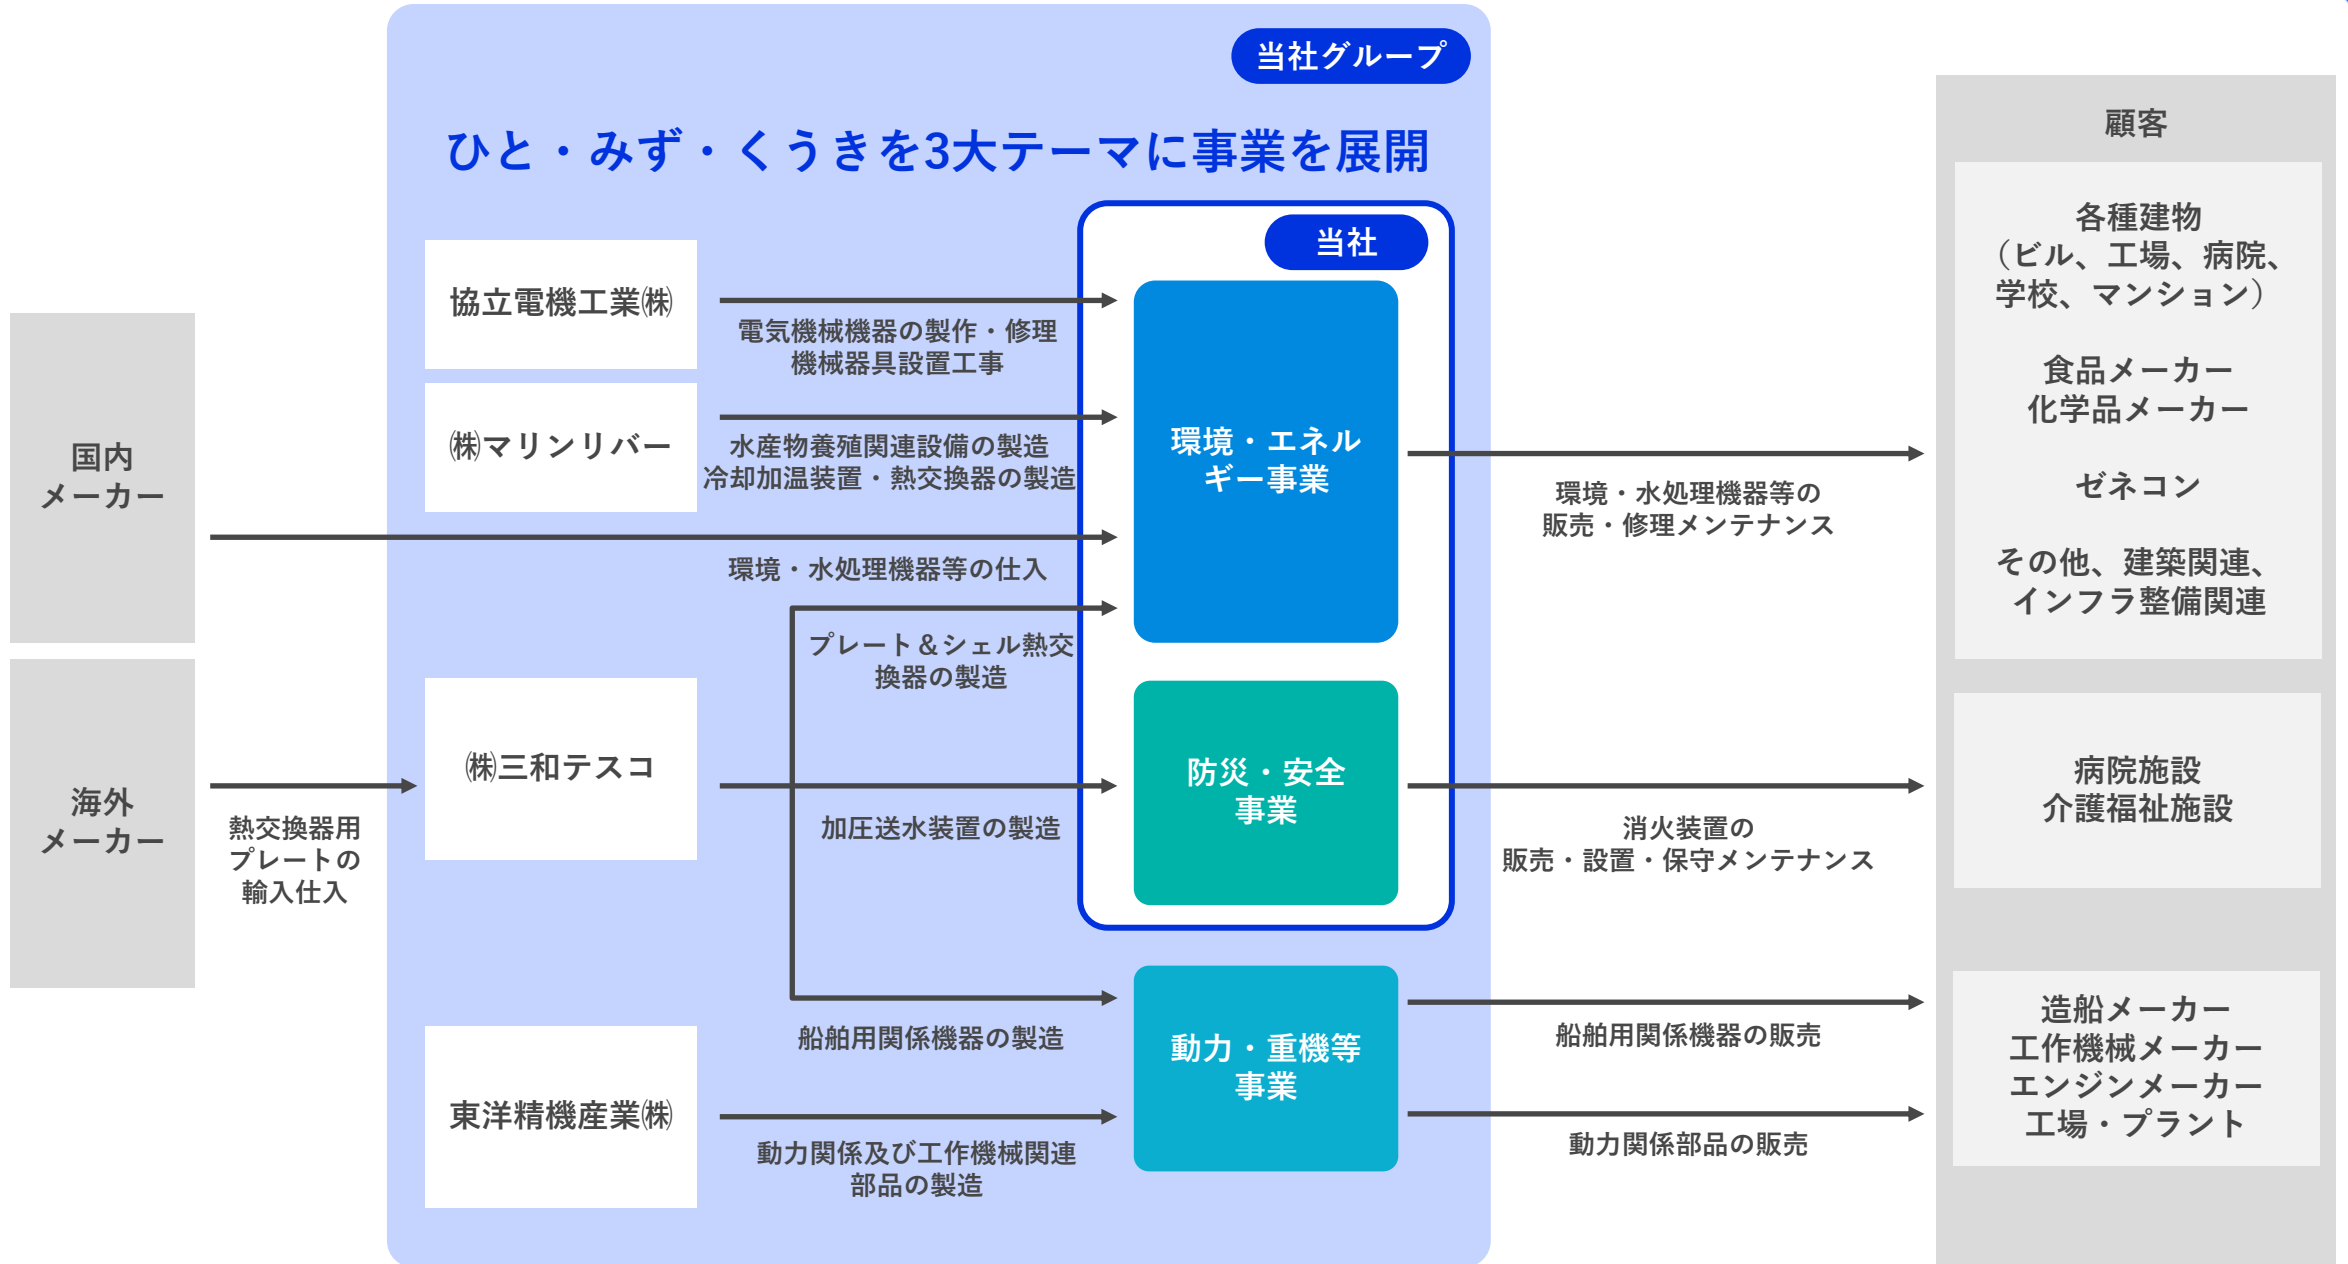 当社グループ
ひと・みず・くうきを3大テーマに事業を展開
国内
メーカー
海外
メーカー
熱交換器用
プレートの
輸入仕入
協立電機工業㈱
㈱マリンリバー
㈱三和テスコ
東洋精機産業㈱
電気機械機器の製作・修理
機械器具設置工事
水産物養殖関連設備の製造
冷却加温装置・熱交換器の製造
環境・水処理機器等の仕入
プレート＆シェル熱交
換器の製造
加圧送水装置の製造
船舶用関係機器の製造
動力関係及び工作機械関連
部品の製造
当社
環境・エネル
ギー事業
防災・安全
事業
動力・重機等
事業
環境・水処理機器等の
販売・修理メンテナンス
消火装置の
販売・設置・保守メンテナンス
船舶用関係機器の販売
動力関係部品の販売
顧客
各種建物
（ビル、工場、病院、
学校、マンション）
食品メーカー
化学品メーカー
ゼネコン
その他、建築関連、
インフラ整備関連
病院施設
介護福祉施設
造船メーカー
工作機械メーカー
エンジンメーカー
工場・プラント